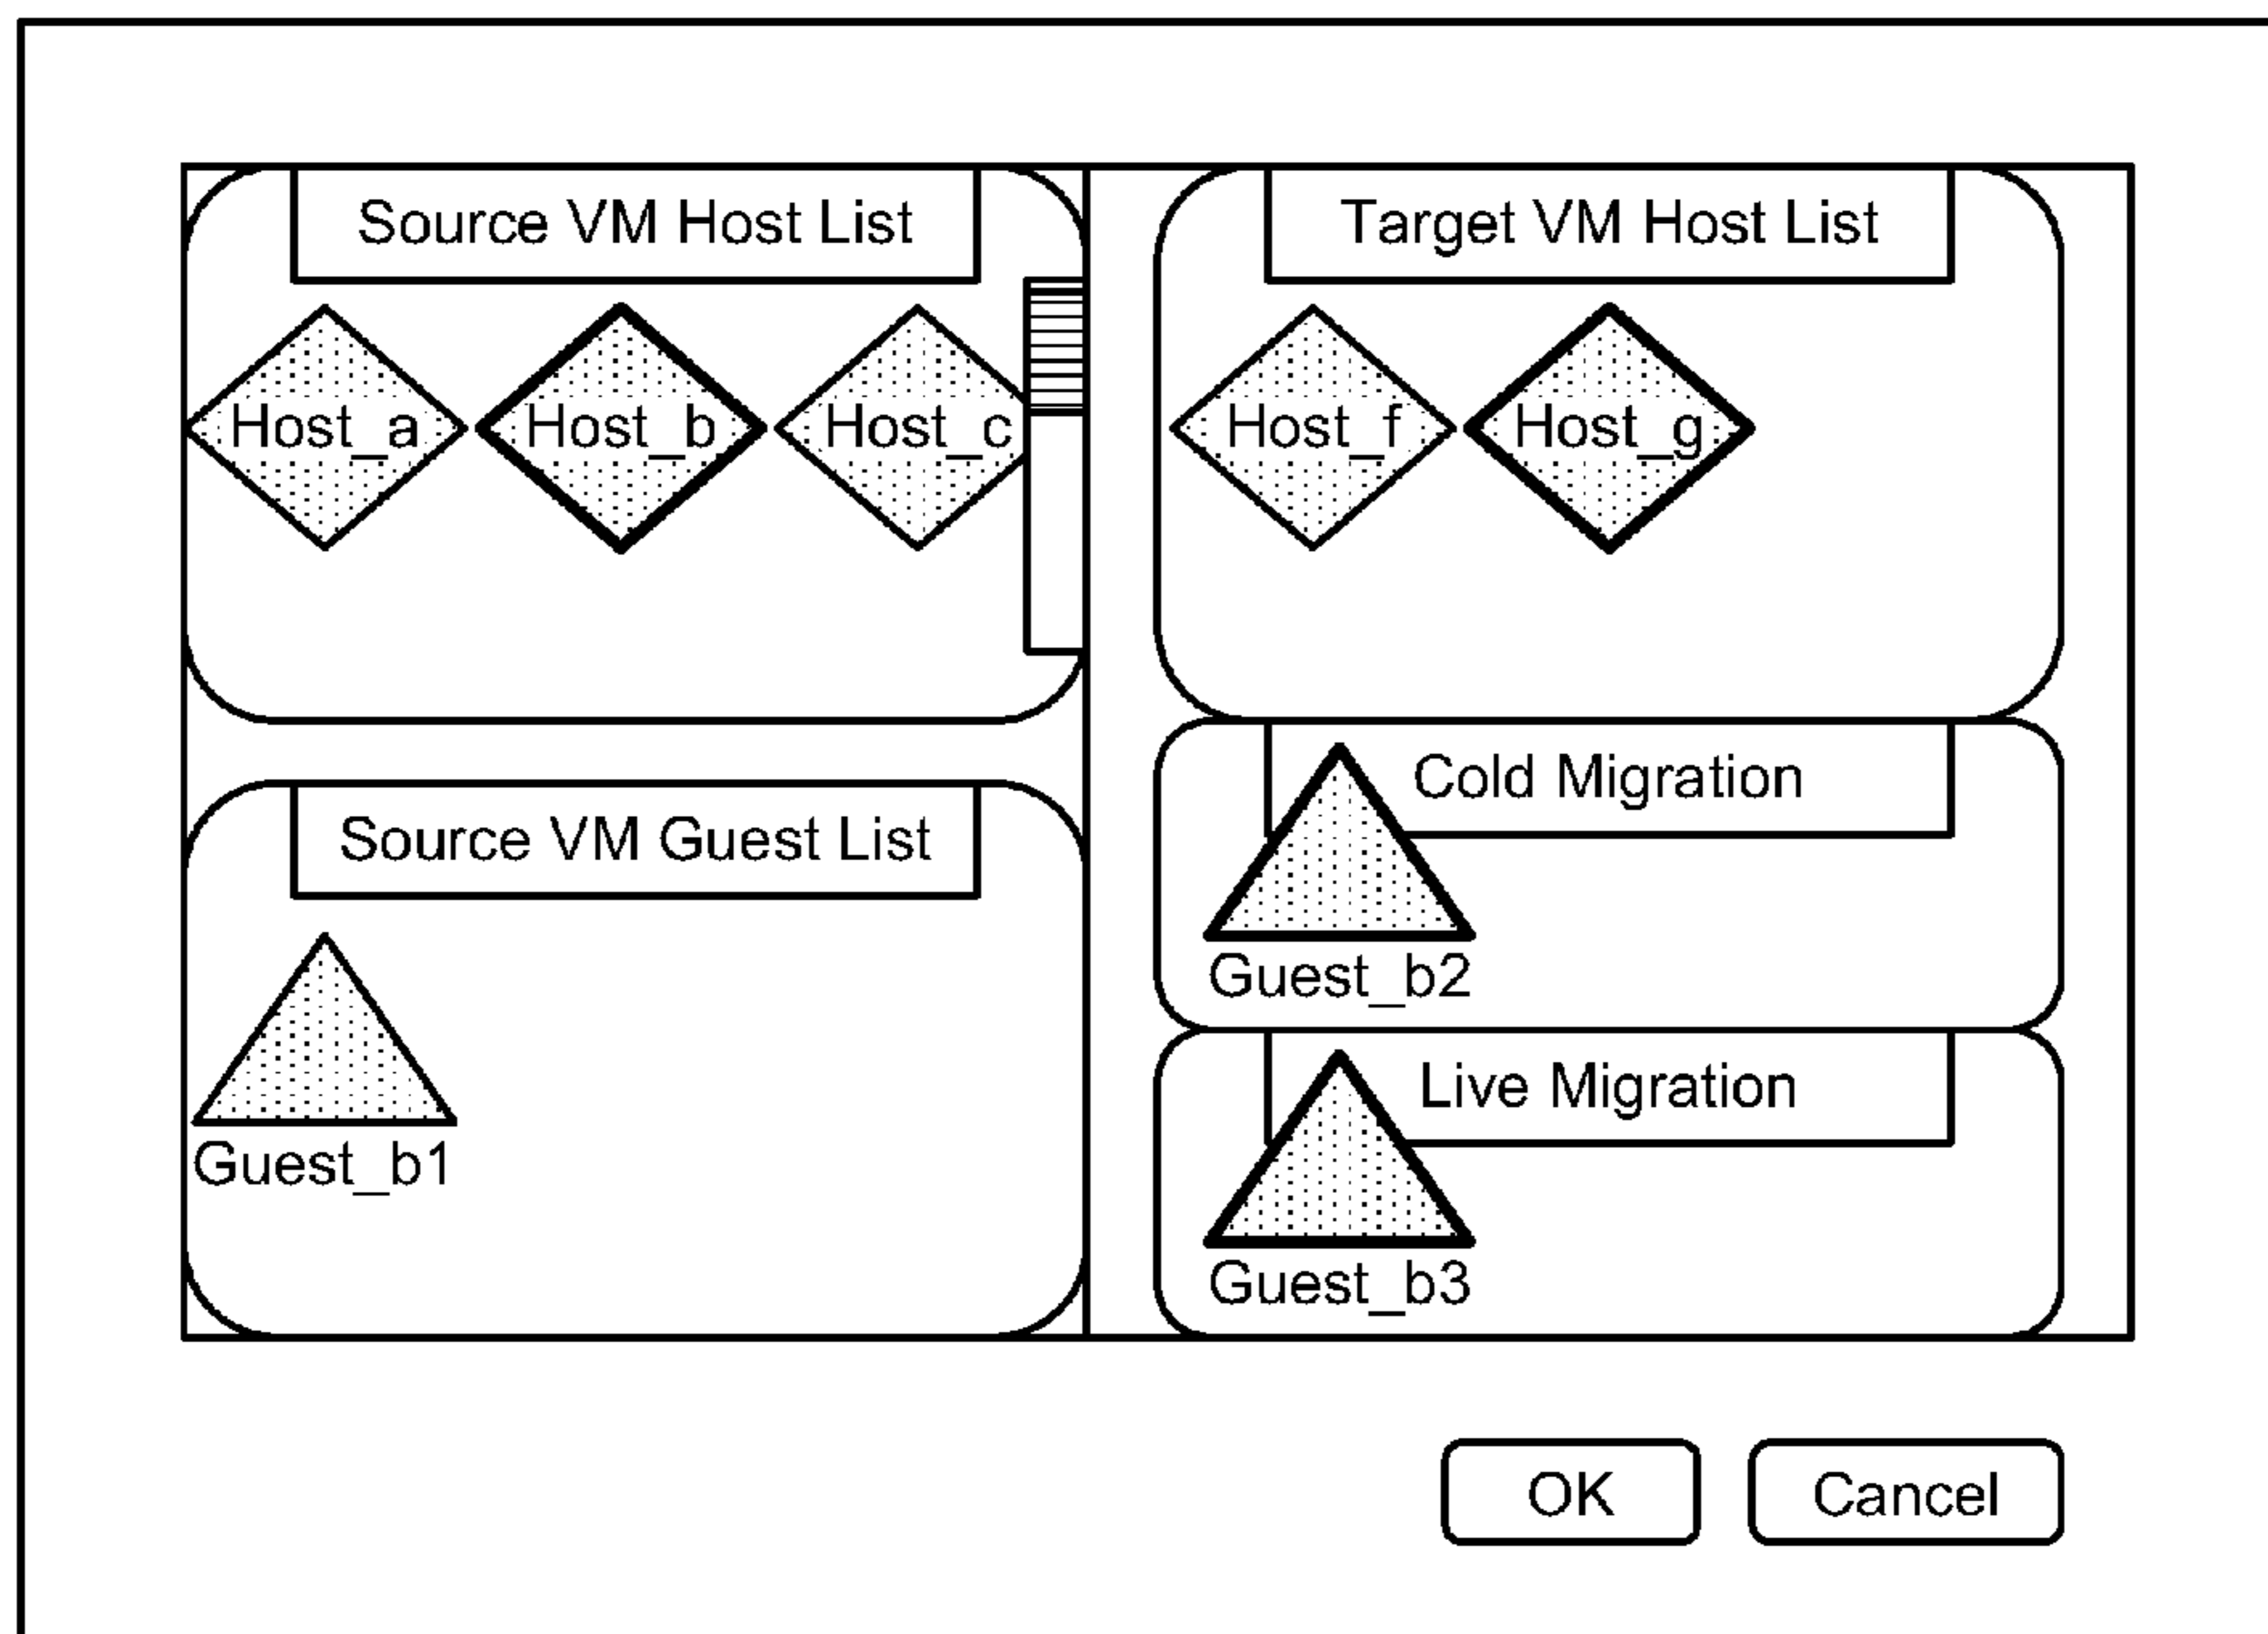 Source VM Host List
Host_a
Host_b
Host_c
Source VM Guest List
Guest_b1
Target VM Host List
Host_f
Host_g
Cold Migration
Guest_b2
Live Migration
Guest_b3
OK
Cancel